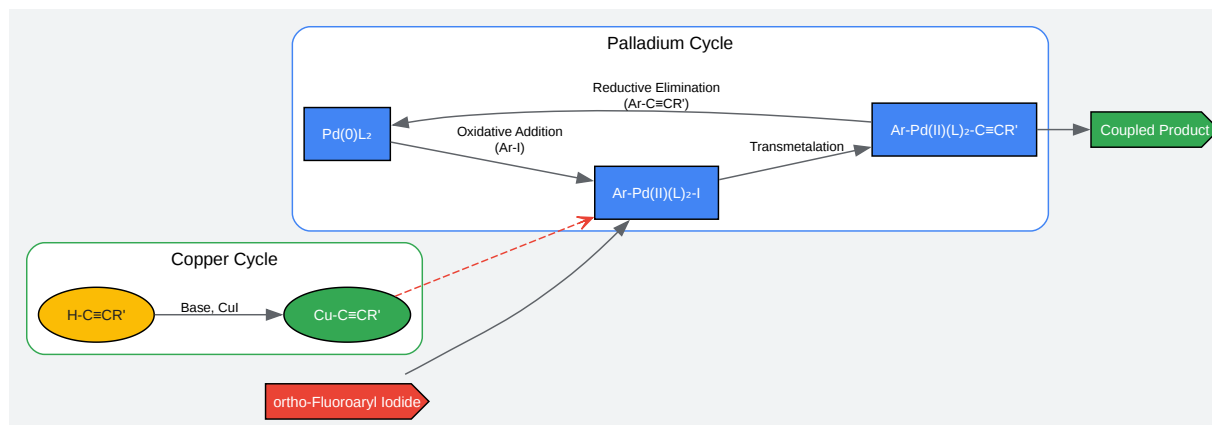 Palladium Cycle
Reductive Elimination
(Ar-C≡CR')
Pd(0)L₂
Oxidative Addition
(Ar-I)
Ar-Pd(II)(L)₂-C≡CR'
Coupled Product
Transmetalation
Ar-Pd(II)(L)₂-I
Copper Cycle
H-C≡CR'
Base, CuI
Cu-C≡CR'
ortho-Fluoroaryl Iodide